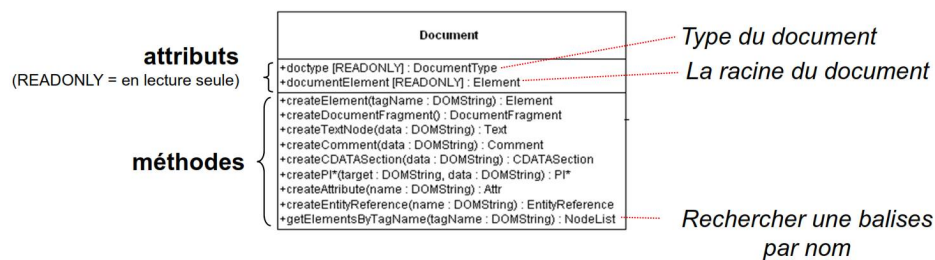 Document
attributs
(READONLY = en lecture seule)
+doctype [READONLY] : DocumentType
+documentElement [READONLY] : Element
Type du document
La racine du document
méthodes
+createElement(tagName : DOMString) : Element
+createDocumentFragment() : DocumentFragment
+createTextNode(data : DOMString) : Text
+createComment(data : DOMString) : Comment
+createCDATASection(data : DOMString) : CDATASection
+createPI*(target : DOMString, data : DOMString) : PI*
+createAttribute(name : DOMString) : Attr
+createEntityReference(name : DOMString) : EntityReference
+getElementsByTagName(tagName : DOMString) : NodeList
Rechercher une balises
par nom